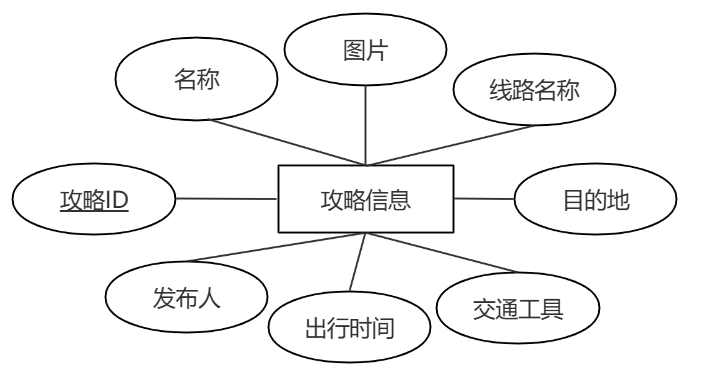 图片
名称
线路名称
攻略ID
攻略信息
目的地
发布人
出行时间
交通工具